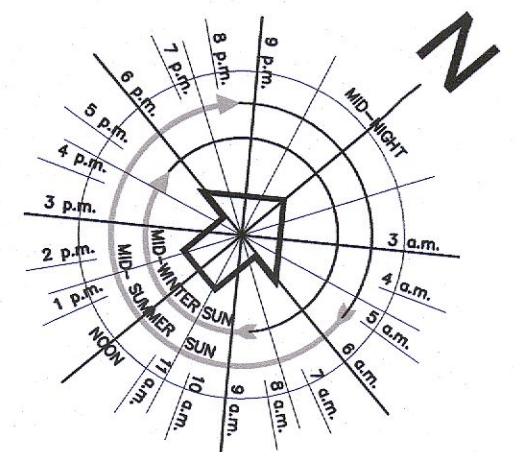 N
MID-NIGHT
3 a.m.
4 a.m.
5 a.m.
6 a.m.
7 a.m.
8 a.m.
9 a.m.
10 a.m.
11 a.m.
NOON
1 p.m.
2 p.m.
3 p.m.
4 p.m.
5 p.m.
6 p.m.
7 p.m.
8 p.m.
9 p.m.
MID-WINTER SUN
MID-SUMMER SUN